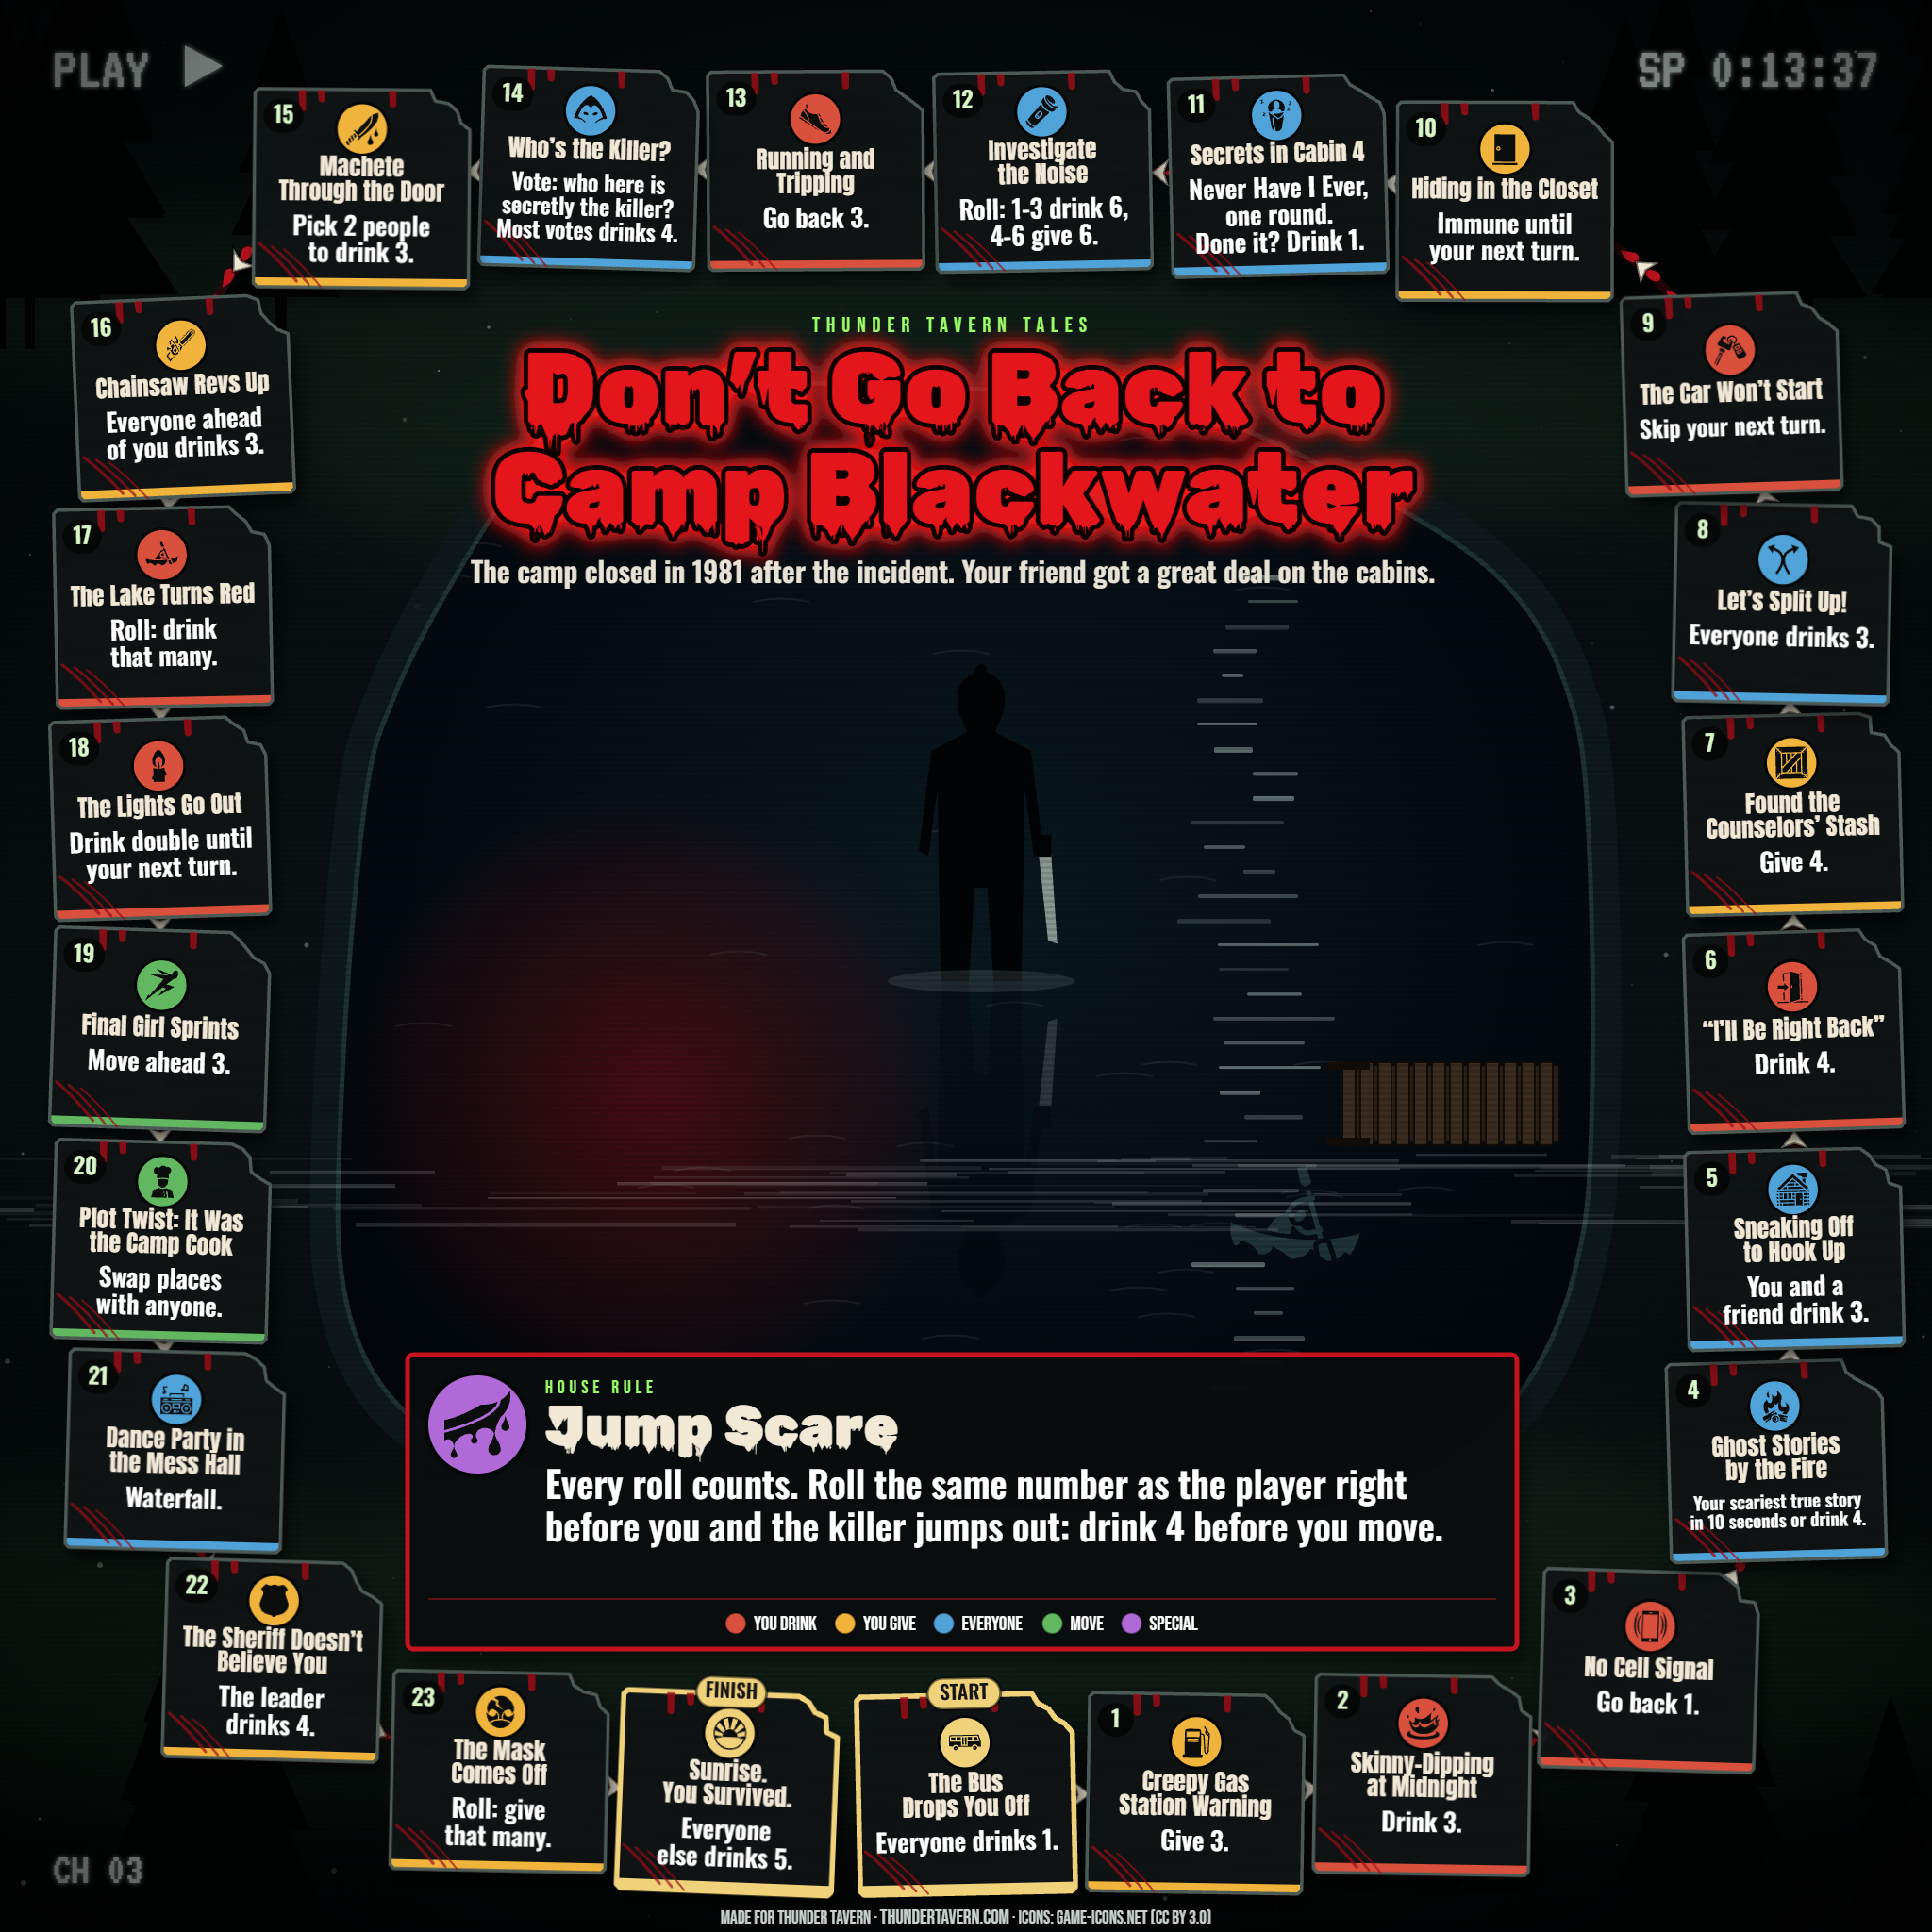 PLAY
SP 0:13:37
15
Machete
Through the Door
Pick 2 people
to drink 3.
14
Who's the Killer?
Vote: who here is
secretly the killer?
Most votes drinks 4.
13
Running and
Tripping
Go back 3.
12
Investigate
the Noise
Roll: 1-3 drink 6,
4-6 give 6.
11
Secrets in Cabin 4
Never Have I Ever,
one round.
Done it? Drink 1.
10
Hiding in the Closet
Immune until
your next turn.
16
Chainsaw Revs Up
Everyone ahead
of you drinks 3.
THUNDER TAVERN TALES
Don't Go Back to
Camp Blackwater
The camp closed in 1981 after the incident. Your friend got a great deal on the cabins.
9
The Car Won't Start
Skip your next turn.
17
The Lake Turns Red
Roll: drink
that many.
8
Let's Split Up!
Everyone drinks 3.
18
The Lights Go Out
Drink double until
your next turn.
7
Found the
Counselors' Stash
Give 4.
19
Final Girl Sprints
Move ahead 3.
6
“I'll Be Right Back”
Drink 4.
20
Plot Twist: It Was
the Camp Cook
Swap places
with anyone.
5
Sneaking Off
to Hook Up
You and a
friend drink 3.
21
Dance Party in
the Mess Hall
Waterfall.
4
Ghost Stories
by the Fire
Your scariest true story
in 10 seconds or drink 4.
HOUSE RULE
Jump Scare
Every roll counts. Roll the same number as the player right
before you and the killer jumps out: drink 4 before you move.
YOU DRINK YOU GIVE EVERYONE MOVE SPECIAL
22
The Sheriff Doesn't
Believe You
The leader
drinks 4.
3
No Cell Signal
Go back 1.
23
The Mask
Comes Off
Roll: give
that many.
FINISH
Sunrise.
You Survived.
Everyone
else drinks 5.
START
The Bus
Drops You Off
Everyone drinks 1.
1
Creepy Gas
Station Warning
Give 3.
2
Skinny-Dipping
at Midnight
Drink 3.
CH 03
MADE FOR THUNDER TAVERN · THUNDERTAVERN.COM · ICONS: GAME-ICONS.NET (CC BY 3.0)